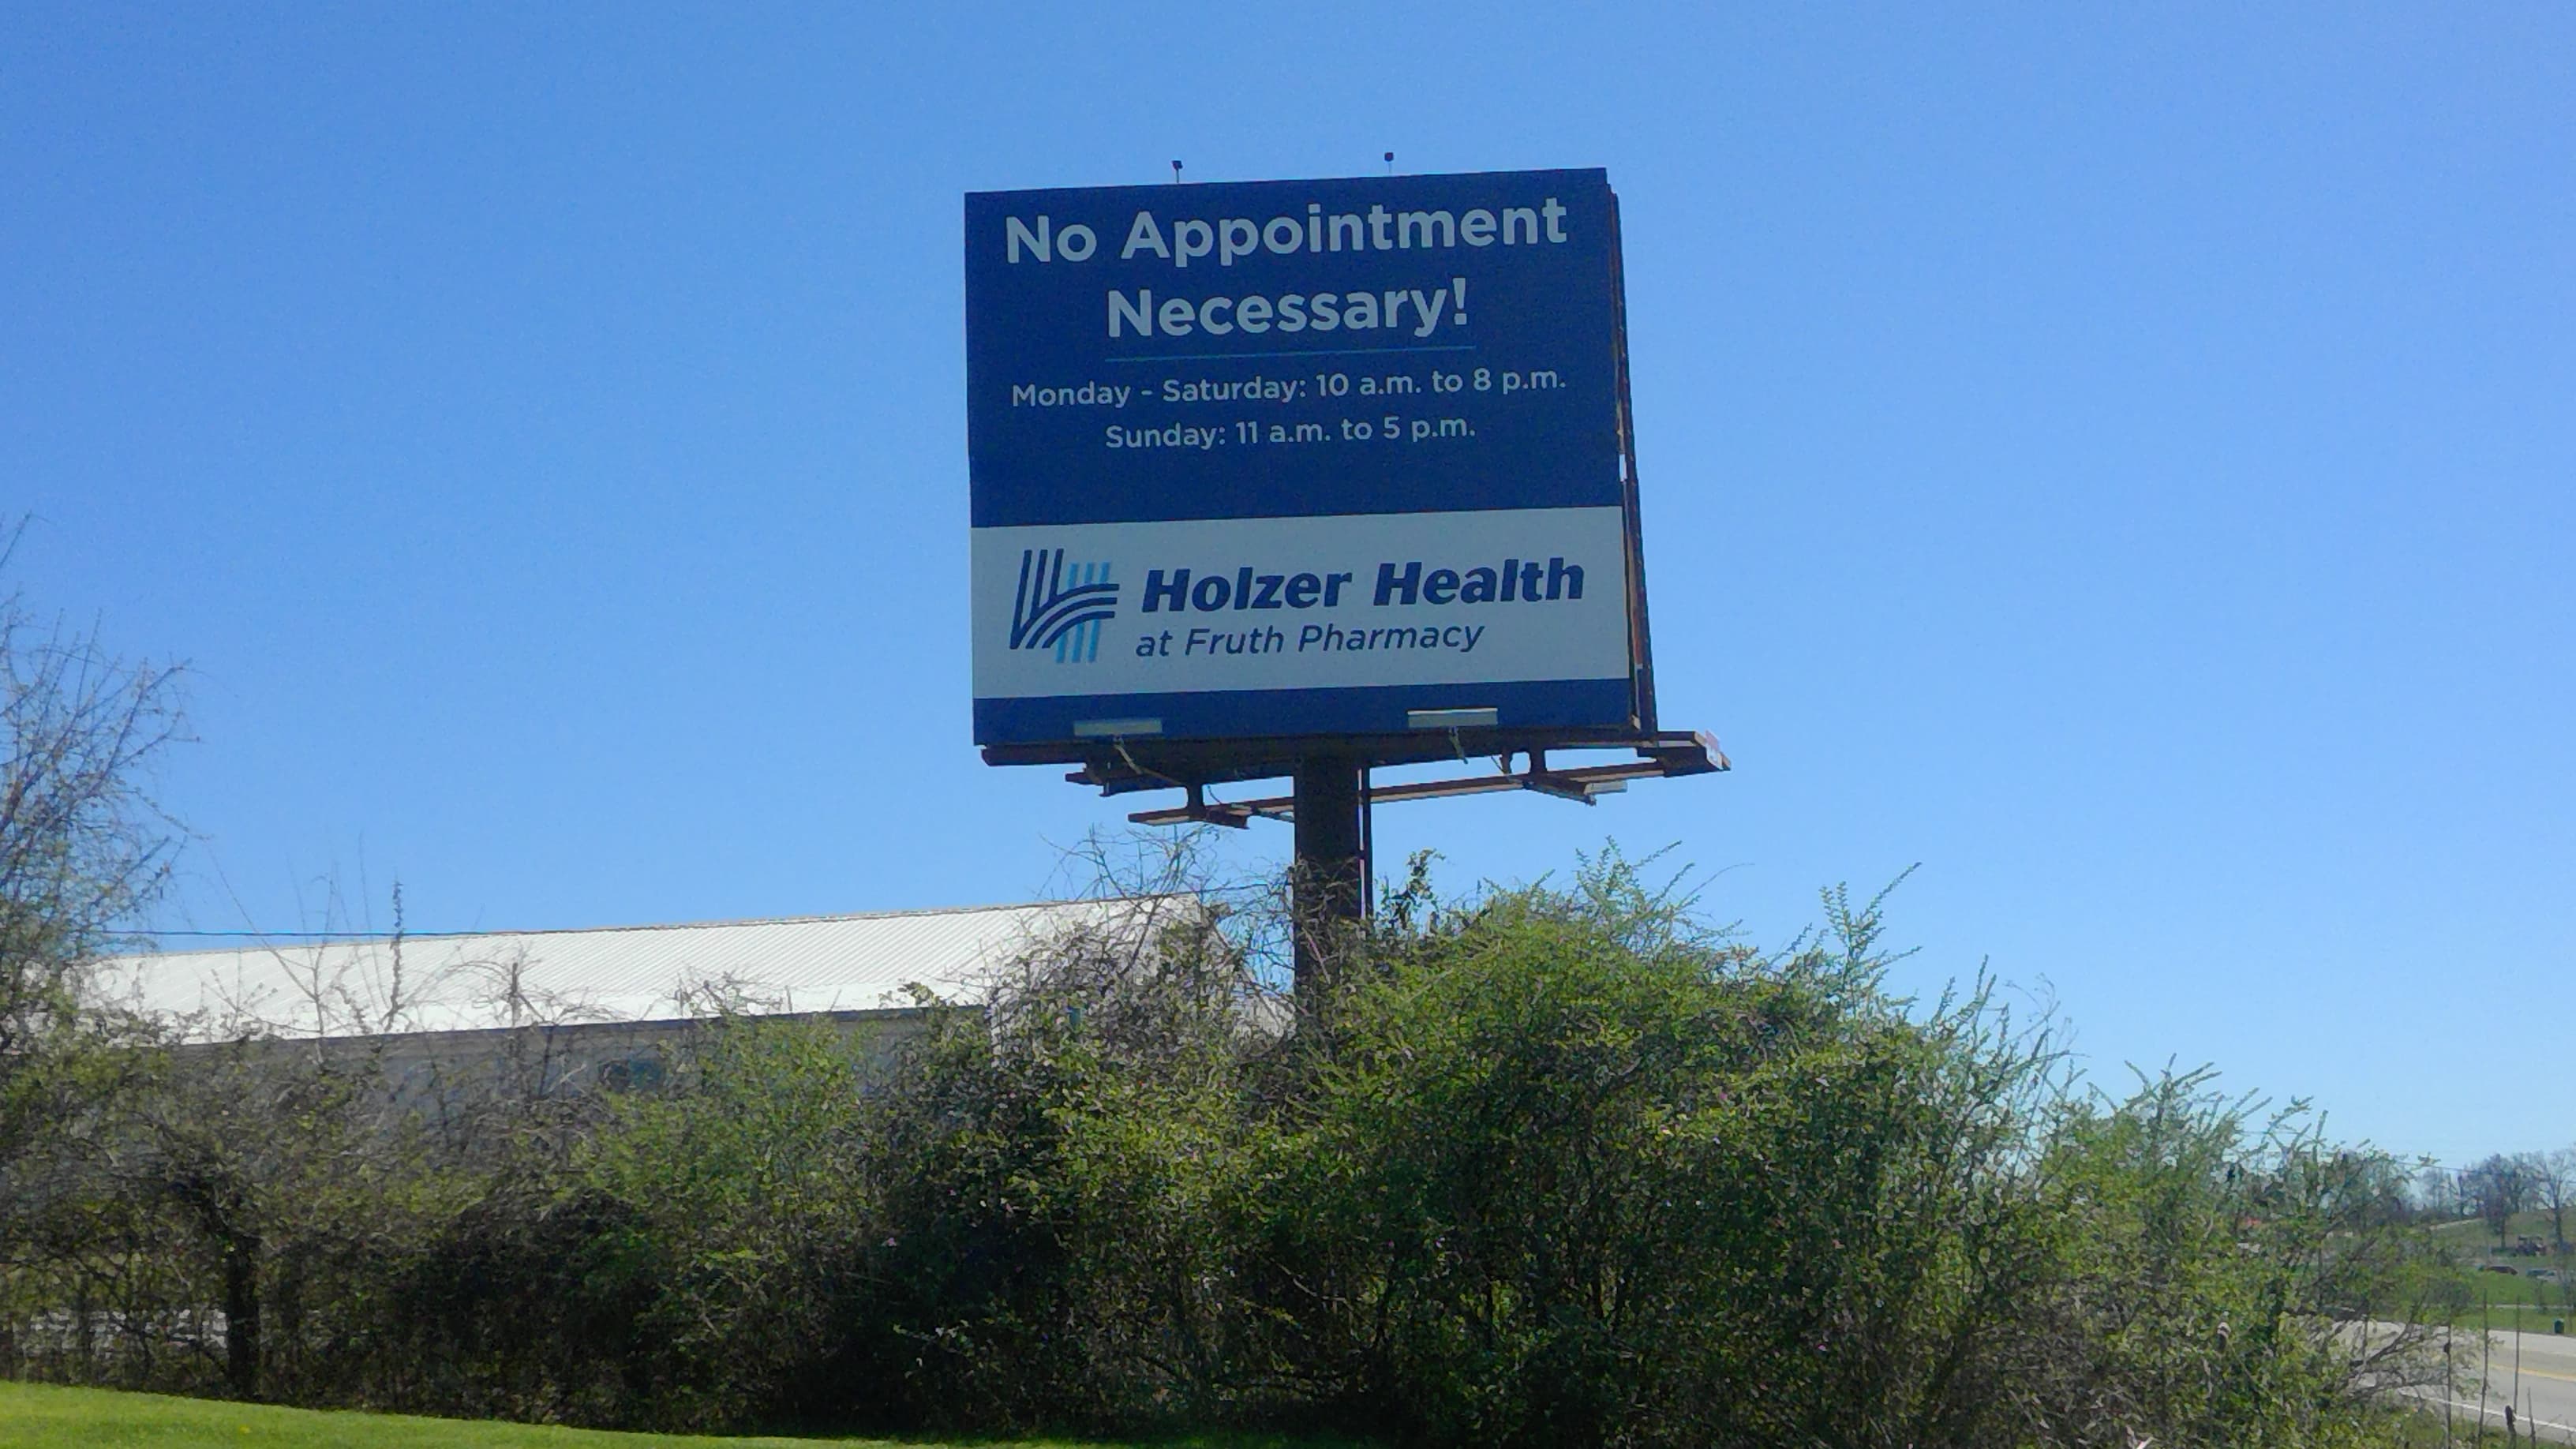 No Appointment
Necessary!
Monday - Saturday: 10 a.m. to 8 p.m.
Sunday: 11 a.m. to 5 p.m.
Holzer Health
at Fruth Pharmacy